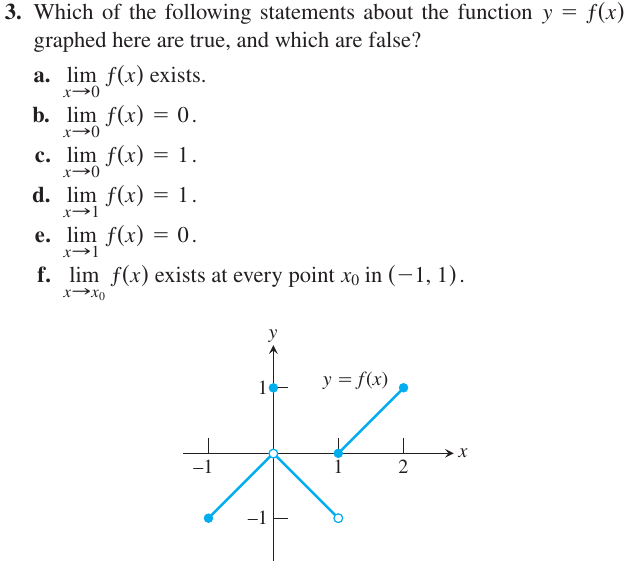 3. Which of the following statements about the function y = f(x)
graphed here are true, and which are false?
a. lim f(x) exists.
x→0
b. lim f(x) = 0.
x→0
c. lim f(x) = 1.
x→0
d. lim f(x) = 1.
x→1
e. lim f(x) = 0.
x→1
f. lim f(x) exists at every point x₀ in (−1, 1).
x→x₀
y
1
y = f(x)
x
−1
1
2
−1